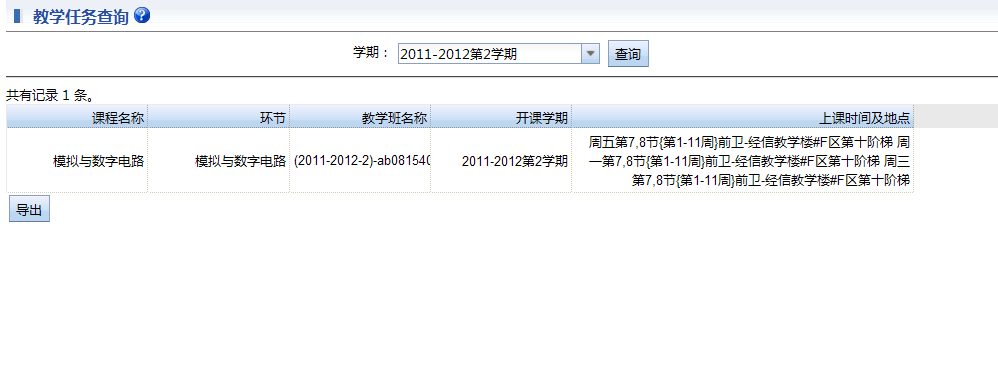 教学任务查询
学期： 2011-2012第2学期 查询
共有记录 1 条。
课程名称 环节 教学班名称 开课学期 上课时间及地点
模拟与数字电路 模拟与数字电路 (2011-2012-2)-ab081540 2011-2012第2学期 周五第7,8节{第1-11周}前卫-经信教学楼#F区第十阶梯 周
一第7,8节{第1-11周}前卫-经信教学楼#F区第十阶梯 周三
第7,8节{第1-11周}前卫-经信教学楼#F区第十阶梯
导出